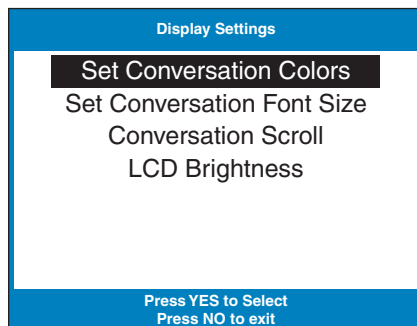 Display Settings
Set Conversation Colors
Set Conversation Font Size
Conversation Scroll
LCD Brightness
Press YES to Select
Press NO to exit